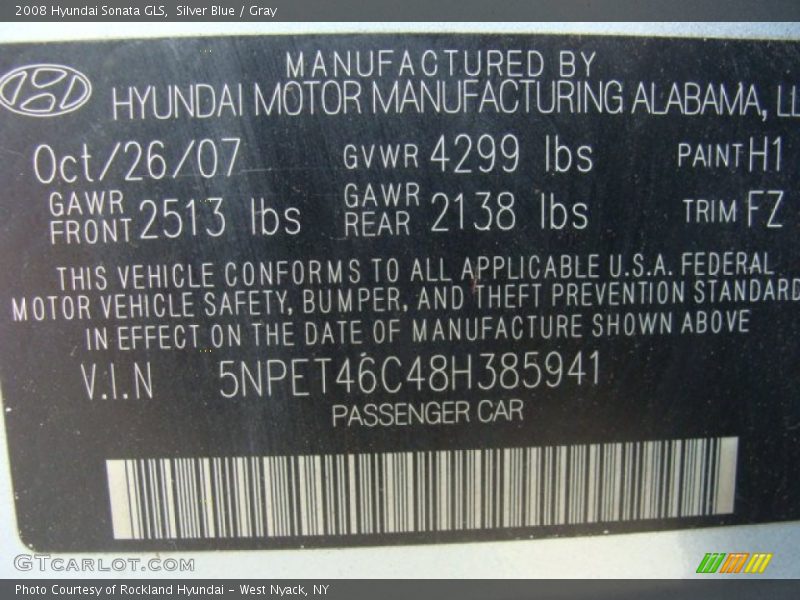 2008 Hyundai Sonata GLS,  Silver Blue / Gray
MANUFACTURED BY
HYUNDAI MOTOR MANUFACTURING ALABAMA, LL
Oct/26/07 GVWR 4299 lbs PAINT H1
GAWR FRONT 2513 lbs GAWR REAR 2138 lbs TRIM FZ
THIS VEHICLE CONFORMS TO ALL APPLICABLE U.S.A. FEDERAL
MOTOR VEHICLE SAFETY, BUMPER, AND THEFT PREVENTION STANDARD
IN EFFECT ON THE DATE OF MANUFACTURE SHOWN ABOVE
V.I.N 5NPET46C48H385941
PASSENGER CAR
GTCARLOT.COM
Photo Courtesy of Rockland Hyundai - West Nyack, NY